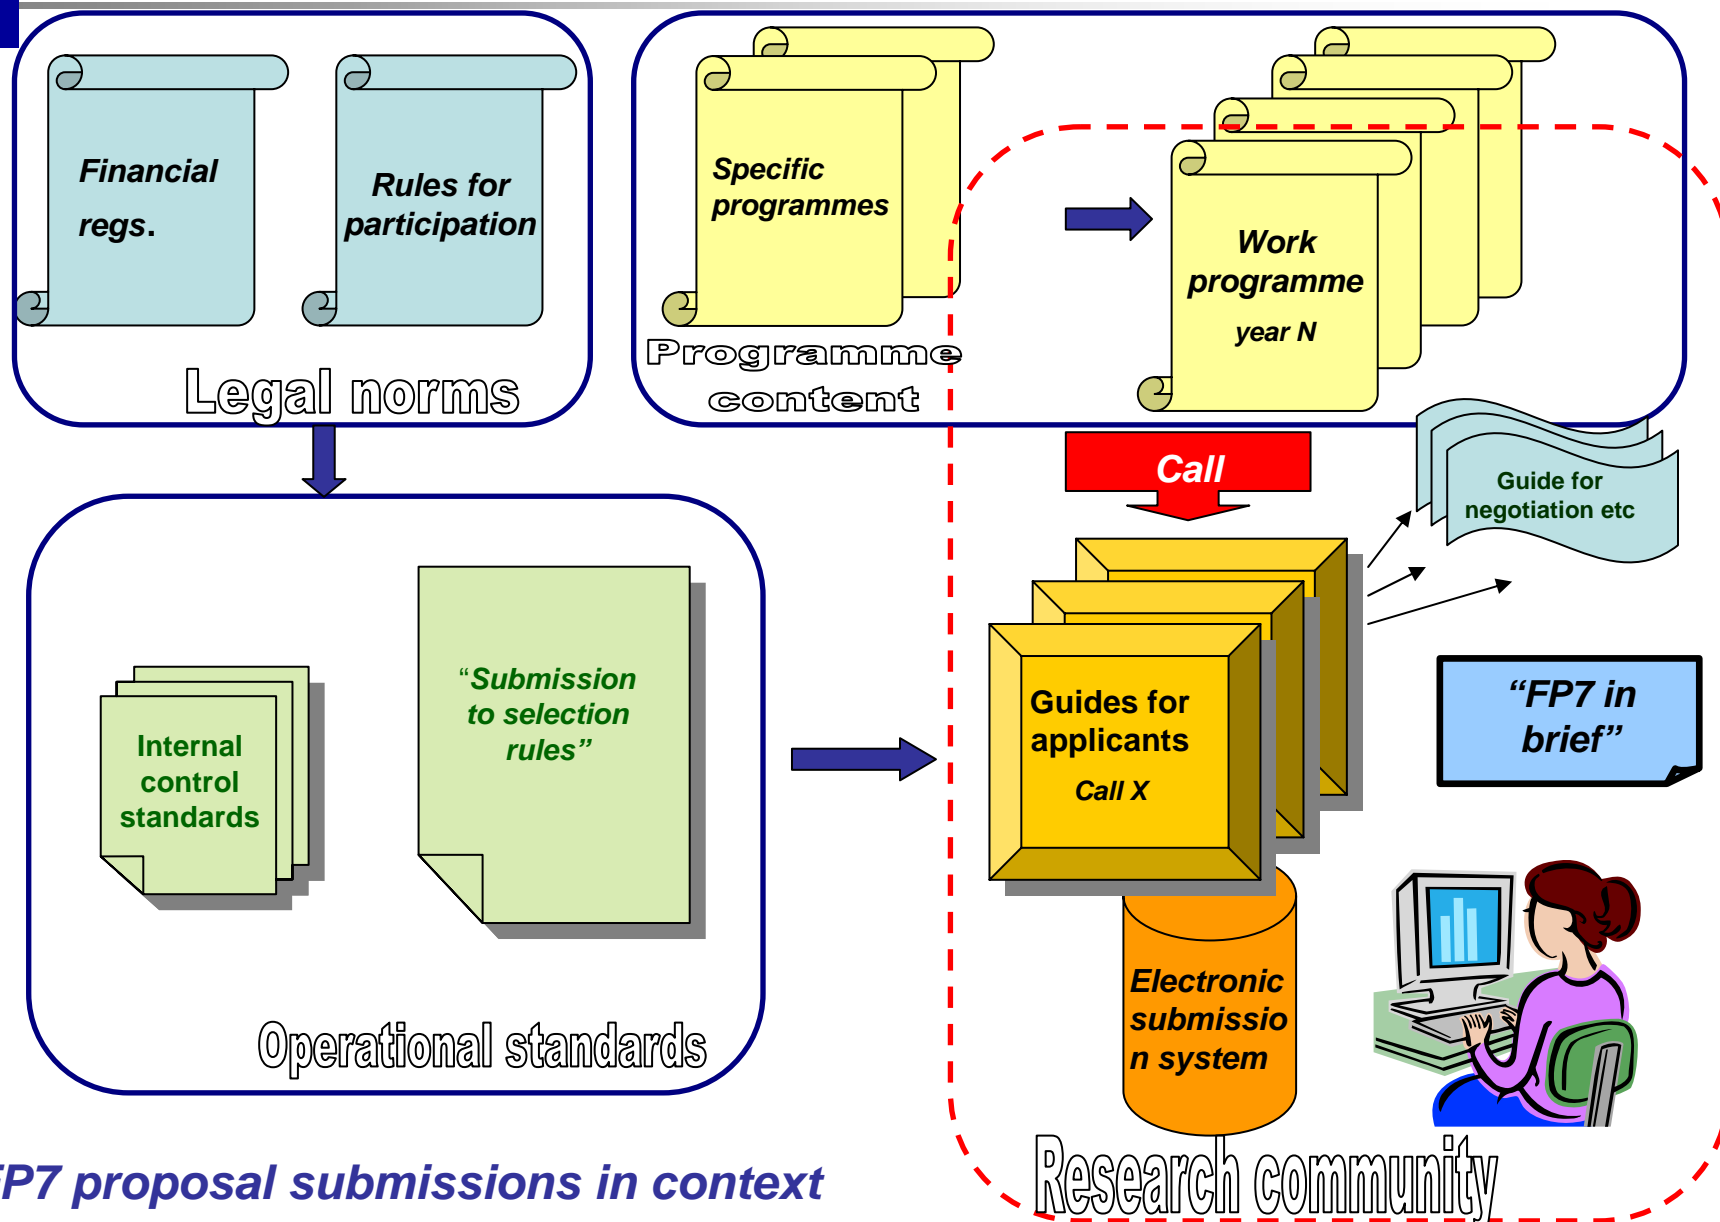 Financial
regs.
Rules for
participation
Legal norms
Specific
programmes
Programme
content
Work
programme
year N
Call
Guide for
negotiation etc
Internal
control
standards
“Submission
to selection
rules”
Operational standards
Guides for
applicants
Call X
“FP7 in
brief”
Electronic
submissio
n system
Research community
FP7 proposal submissions in context